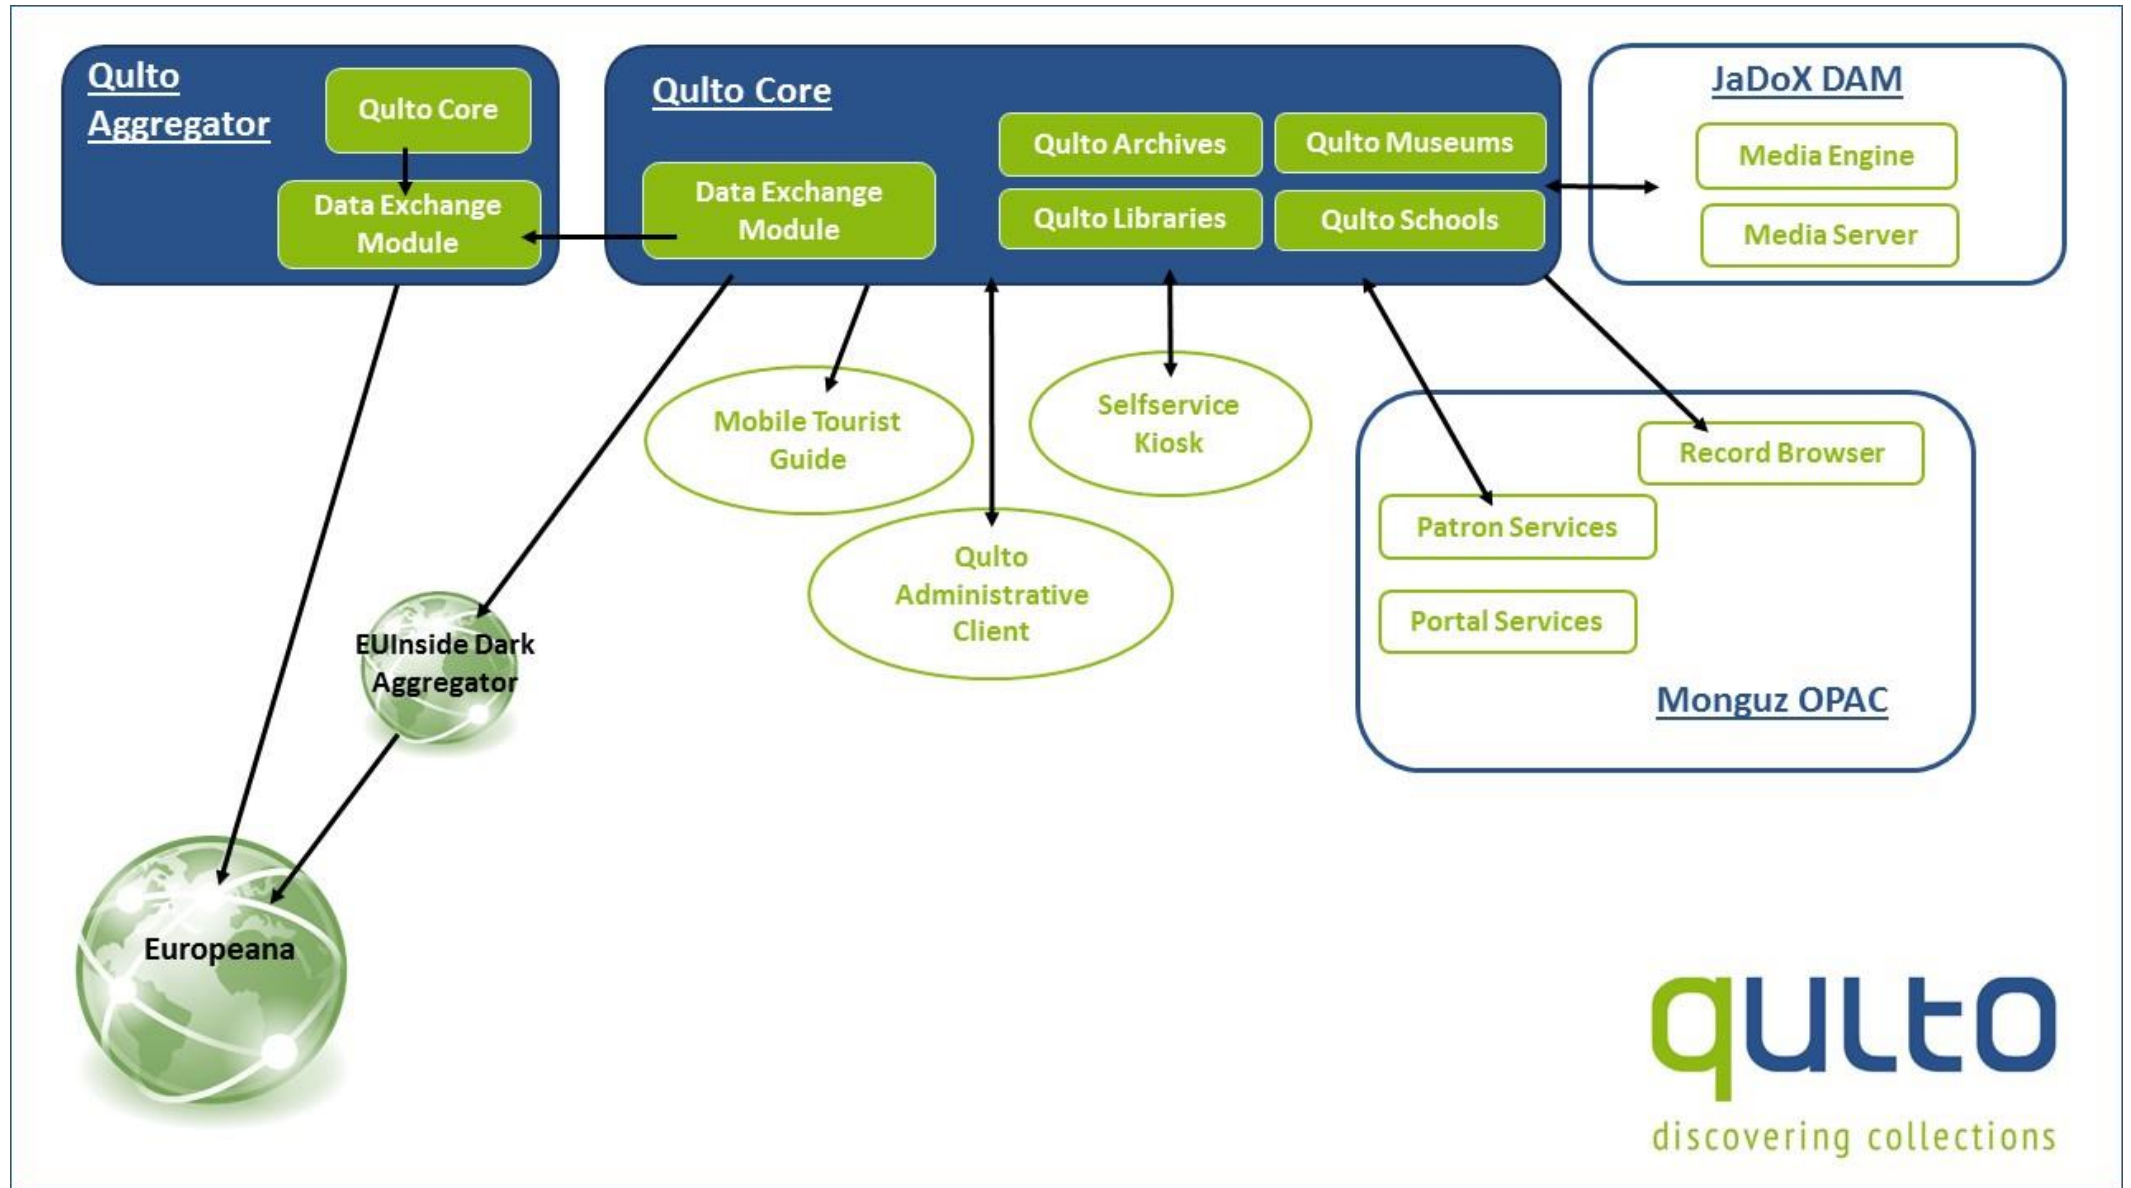 Qulto
Aggregator
Qulto Core
Data Exchange
Module
Qulto Core
Data Exchange
Module
Qulto Archives
Qulto Museums
Qulto Libraries
Qulto Schools
JaDoX DAM
Media Engine
Media Server
Mobile Tourist
Guide
Selfservice
Kiosk
Qulto
Administrative
Client
Record Browser
Patron Services
Portal Services
Monguz OPAC
EUInside Dark
Aggregator
Europeana
qulto
discovering collections